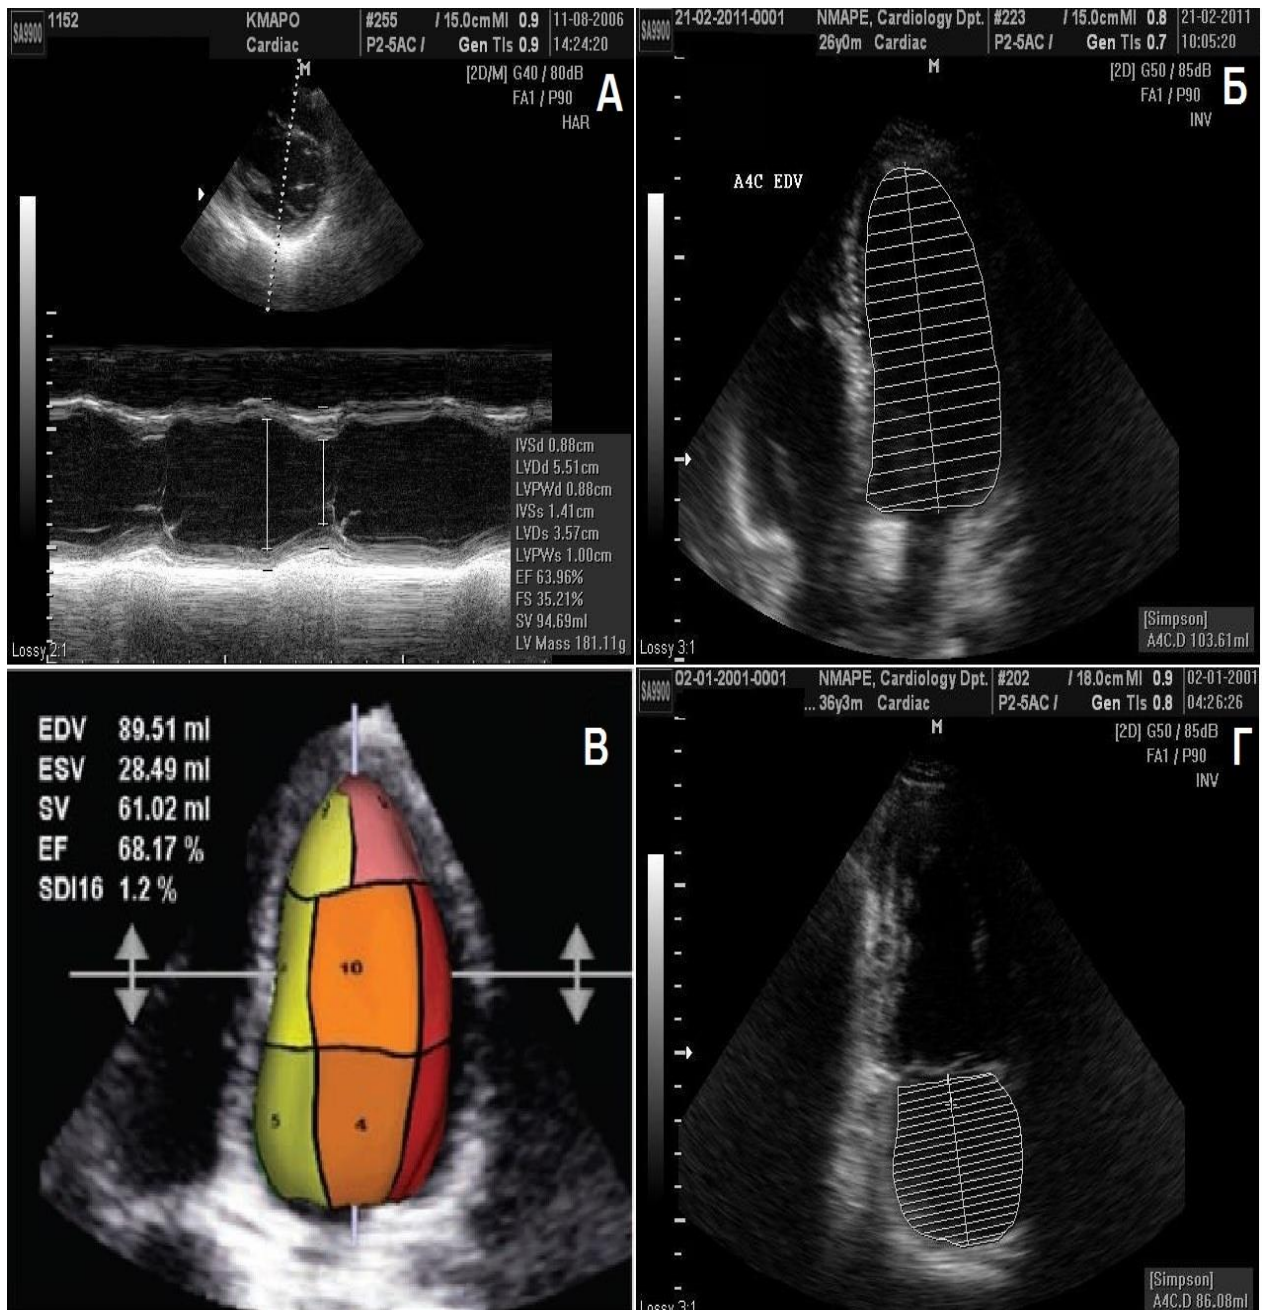 SA9900
1152 KMAPO #255 / 15.0cm MI 0.9 11-08-2006
Cardiac P2-5AC / Gen TIs 0.9 14:24:20
M
[2D/M] G40 / 80dB
FA1 / P90
HAR
А
IVSd 0.88cm
LVDd 5.51cm
LVPWd 0.88cm
IVSs 1.41cm
LVDs 3.57cm
LVPWs 1.00cm
EF 63.96%
FS 35.21%
SV 94.69ml
LV Mass 181.11g
Lossy 2:1
SA9900
21-02-2011-0001 NMAPE, Cardiology Dpt. #223 / 15.0cm MI 0.8 21-02-2011
26y0m Cardiac P2-5AC / Gen TIs 0.7 10:05:20
M
[2D] G50 / 85dB
FA1 / P90
INV
Б
A4C EDV
[Simpson]
A4C.D 103.61ml
Lossy 3:1
EDV 89.51 ml
ESV 28.49 ml
SV 61.02 ml
EF 68.17 %
SDI16 1.2 %
В
10
5 4
SA9900
02-01-2001-0001 NMAPE, Cardiology Dpt. #202 / 18.0cm MI 0.9 02-01-2001
... 36y3m Cardiac P2-5AC / Gen TIs 0.8 04:26:26
M
[2D] G50 / 85dB
FA1 / P90
INV
Г
[Simpson]
A4C.D 86.08ml
Lossy 3:1